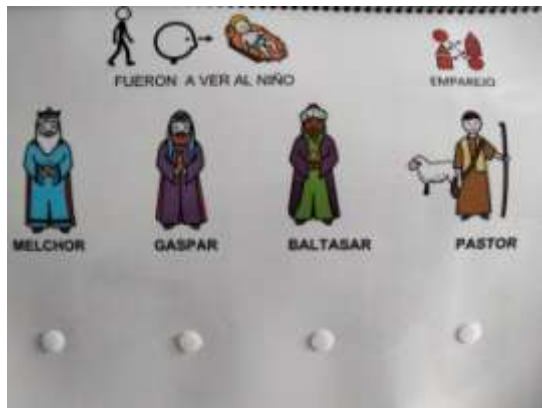 FUERON A VER AL NIÑO
EMPAREJO
MELCHOR
GASPAR
BALTASAR
PASTOR